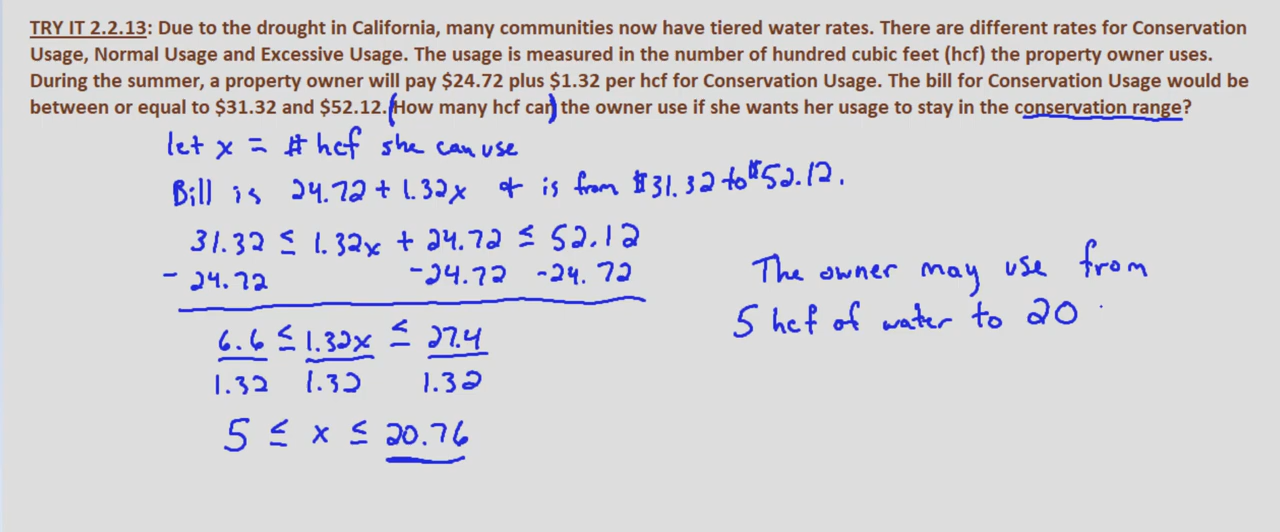 TRY IT 2.2.13: Due to the drought in California, many communities now have tiered water rates. There are different rates for Conservation
Usage, Normal Usage and Excessive Usage. The usage is measured in the number of hundred cubic feet (hcf) the property owner uses.
During the summer, a property owner will pay $24.72 plus $1.32 per hcf for Conservation Usage. The bill for Conservation Usage would be
between or equal to $31.32 and $52.12. (How many hcf can) the owner use if she wants her usage to stay in the conservation range?
let x = # hcf she can use
Bill is 24.72 + 1.32x & is from $31.32 to $52.12.
31.32 ≤ 1.32x + 24.72 ≤ 52.12
- 24.72 -24.72 -24.72
6.6 ≤ 1.32x ≤ 27.4
1.32 1.32 1.32
5 ≤ x ≤ 20.76
The owner may use from
5 hcf of water to 20